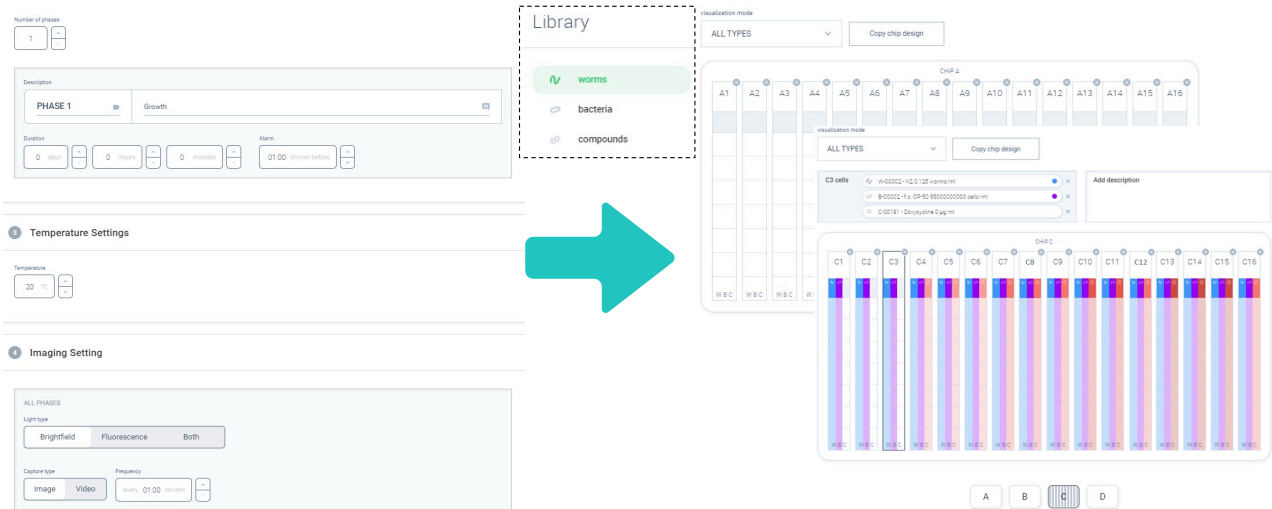 Number of phases
1
Description
PHASE 1
Growth
Duration
Alarm
0 days
0 hours
0 minutes
01:00 hh:mm before
3 Temperature Settings
Temperature
20 °C
4 Imaging Setting
ALL PHASES
Light type
Brightfield Fluorescence Both
Capture type
Frequency
Image Video
every 01:00 hh:mm
Library
worms
bacteria
compounds
visualization mode
ALL TYPES
Copy chip design
CHIP A
A1 A2 A3 A4 A5 A6 A7 A8 A9 A10 A11 A12 A13 A14 A15 A16
W B C W B C W B C W
visualization mode
ALL TYPES
Copy chip design
C3 cells
W-00002 - N2 0.125 worms/ml
B-00002 - f.c. OP-50 65000000000 cells/ml
C-00191 - Doxycycline 0 µg/ml
Add description
CHIP C
C1 C2 C3 C4 C5 C6 C7 C8 C9 C10 C11 C12 C13 C14 C15 C16
W B C W B C W B C W B C W B C W B C W B C W B C W B C W B C W B C W B C W B C W B C W B C W B C
A B C D